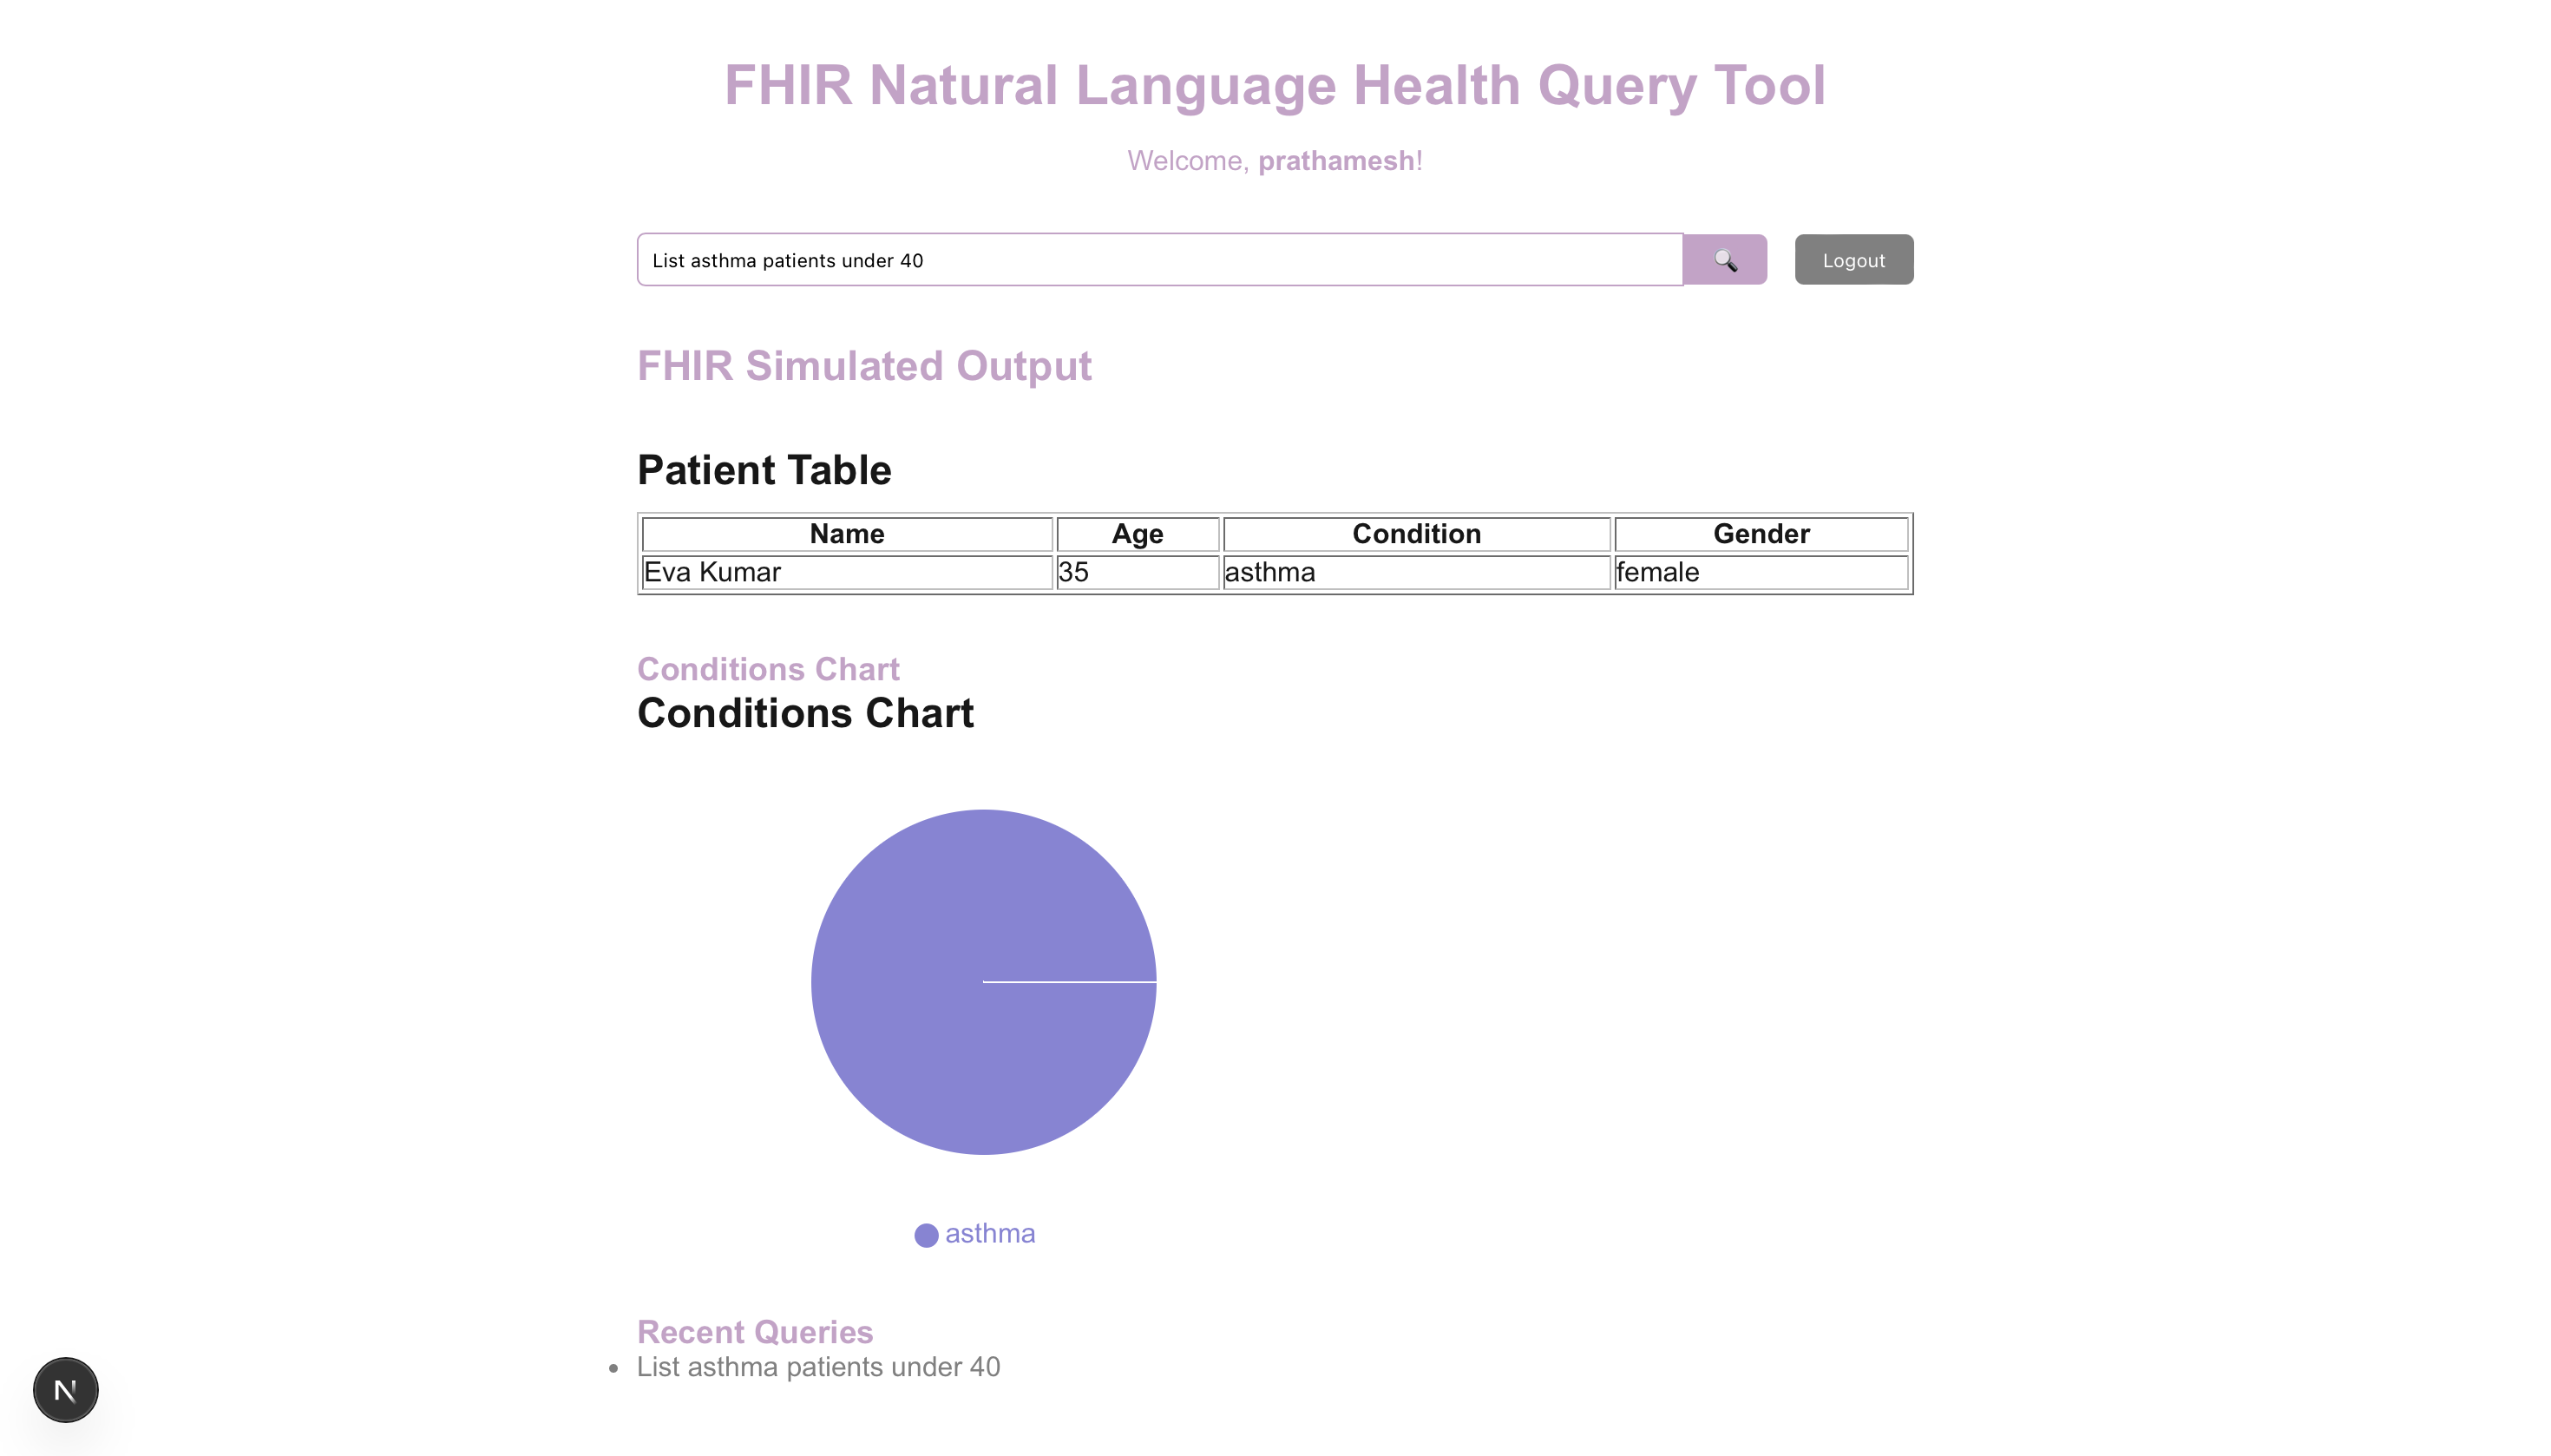 FHIR Natural Language Health Query Tool
Welcome, prathamesh!
List asthma patients under 40
Logout
FHIR Simulated Output
Patient Table
Name Age Condition Gender
Eva Kumar 35 asthma female
Conditions Chart
Conditions Chart
asthma
Recent Queries
List asthma patients under 40
N